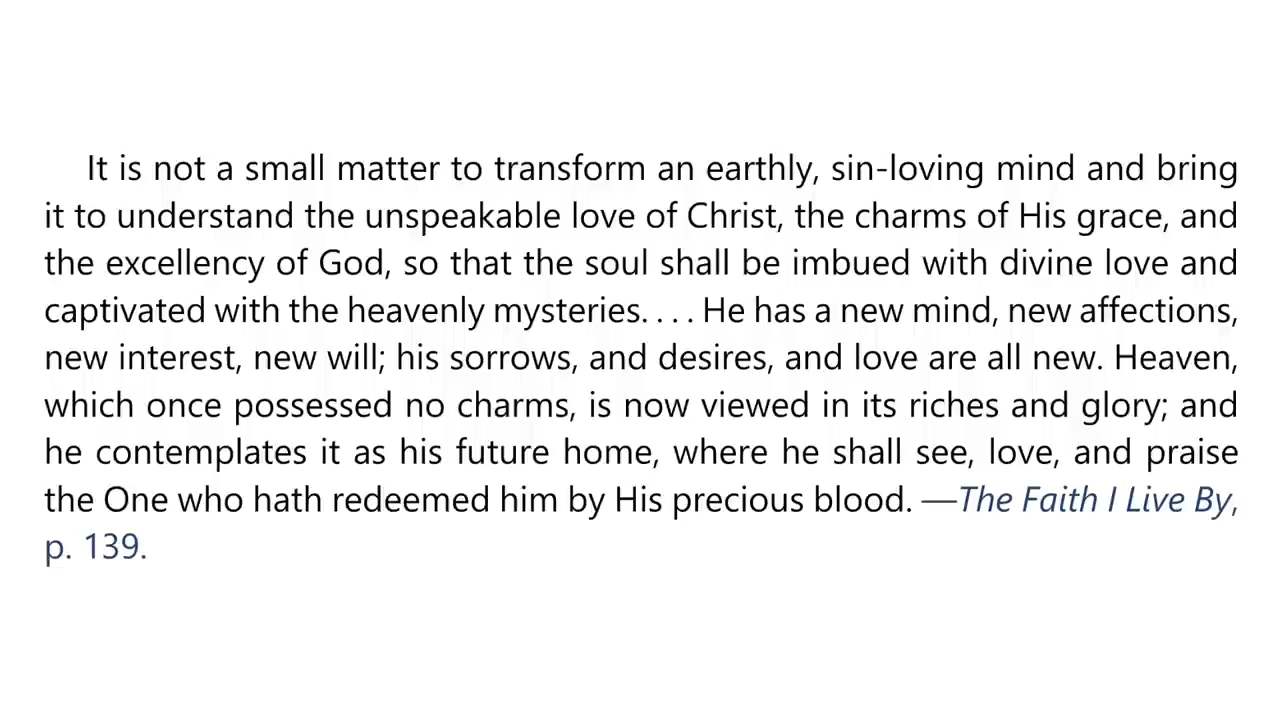 It is not a small matter to transform an earthly, sin-loving mind and bring
it to understand the unspeakable love of Christ, the charms of His grace, and
the excellency of God, so that the soul shall be imbued with divine love and
captivated with the heavenly mysteries. . . . He has a new mind, new affections,
new interest, new will; his sorrows, and desires, and love are all new. Heaven,
which once possessed no charms, is now viewed in its riches and glory; and
he contemplates it as his future home, where he shall see, love, and praise
the One who hath redeemed him by His precious blood. —The Faith I Live By,
p. 139.